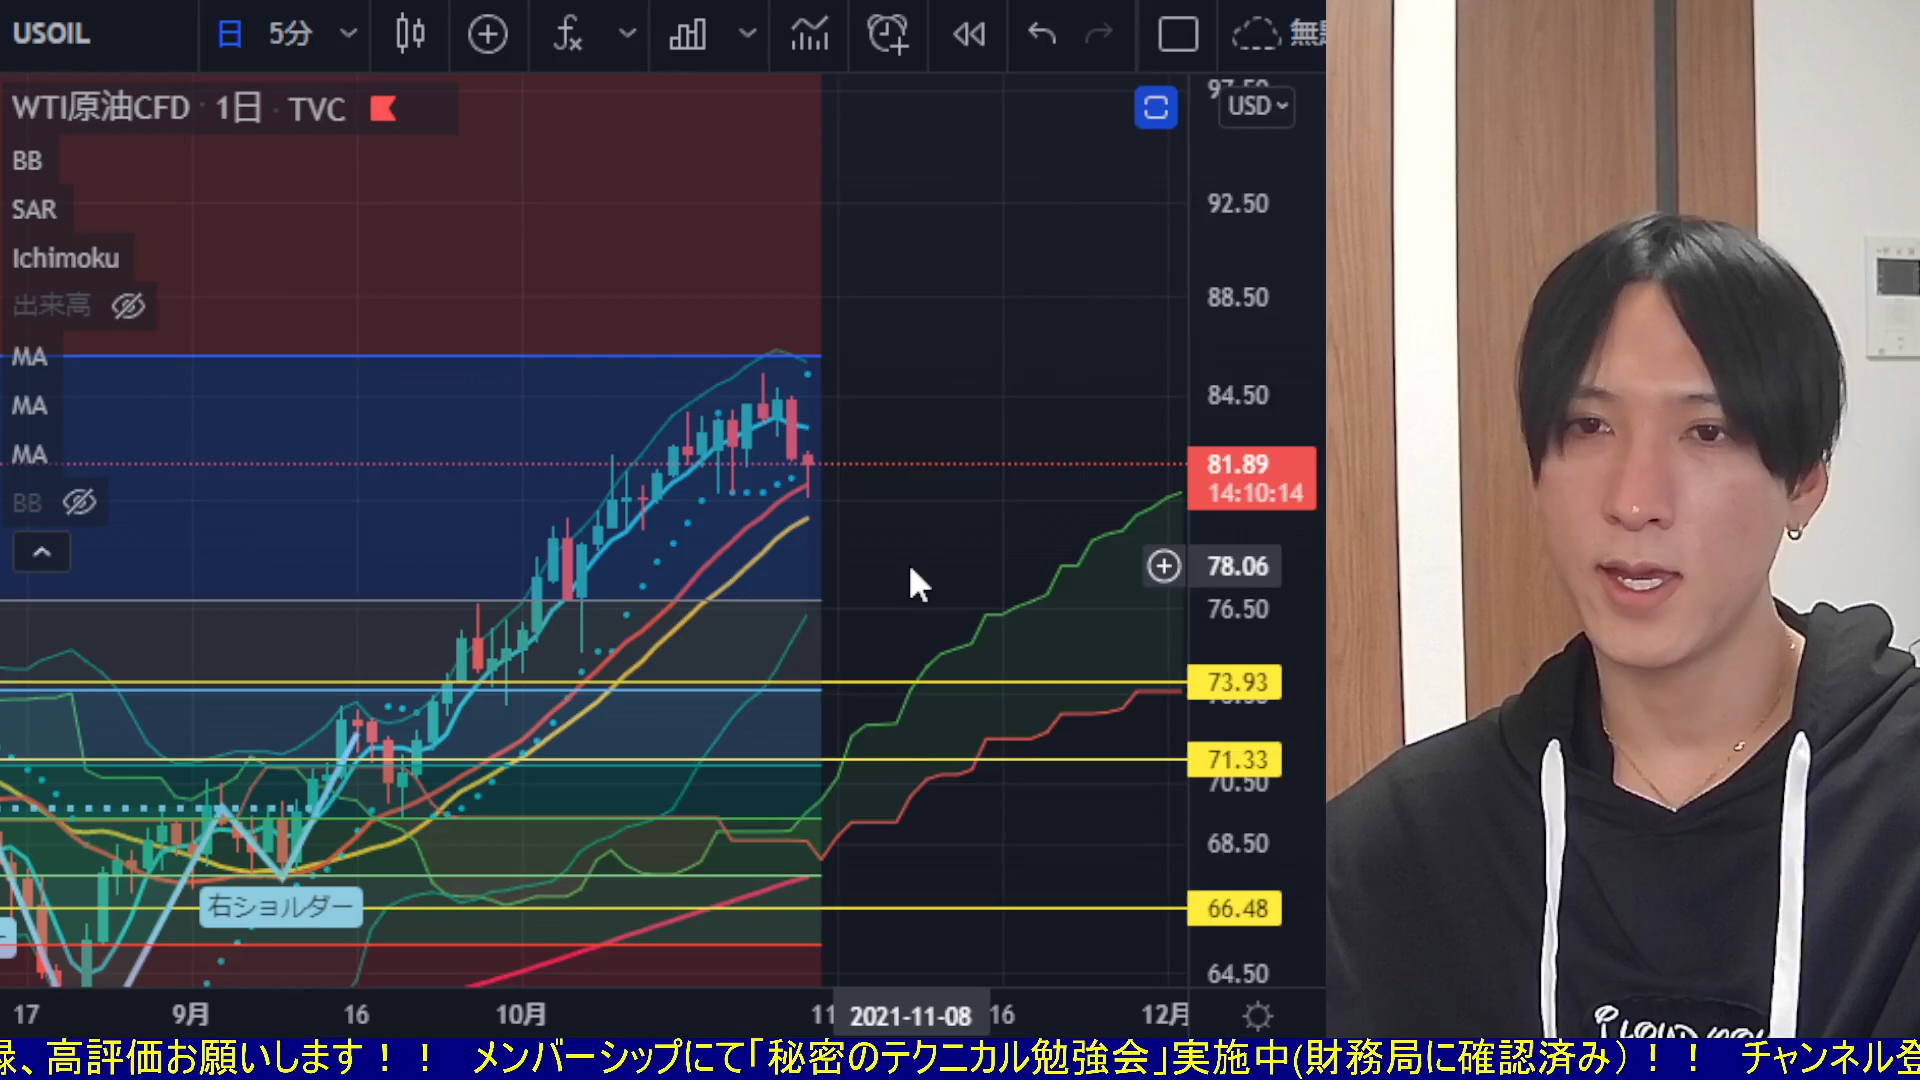 USOIL 日 5分
WTI原油CFD · 1日 · TVC
USD
BB
SAR
Ichimoku
出来高
MA
MA
MA
BB
92.50
88.50
84.50
81.89
14:10:14
78.06
76.50
73.93
71.33
70.50
68.50
66.48
64.50
右ショルダー
17 9月 16 10月 11 2021-11-08 16 12月
録、高評価お願いします！！ メンバーシップにて「秘密のテクニカル勉強会」実施中(財務局に確認済み)！！ チャンネル登